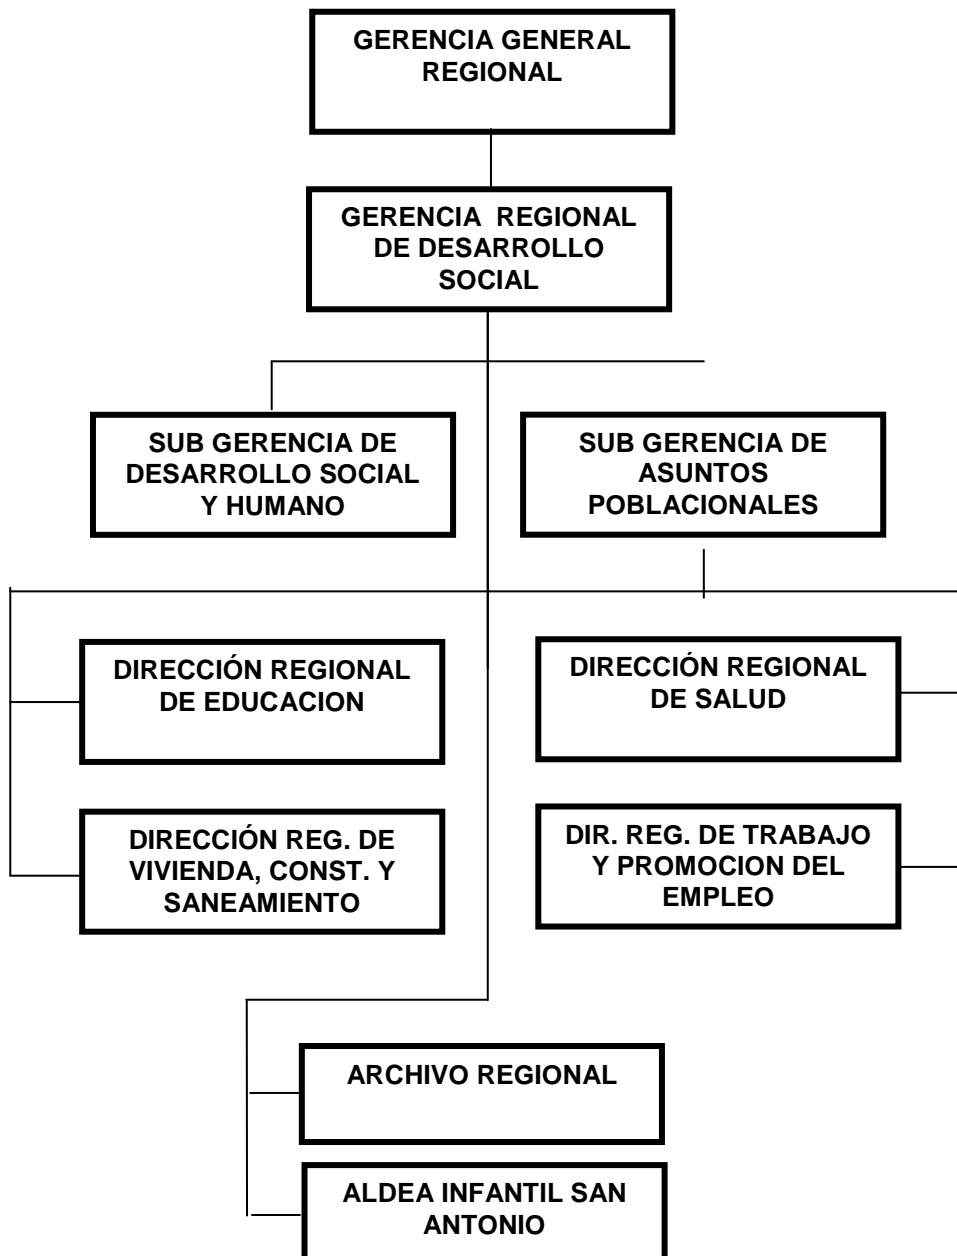 GERENCIA GENERAL
REGIONAL
GERENCIA REGIONAL
DE DESARROLLO
SOCIAL
SUB GERENCIA DE
DESARROLLO SOCIAL
Y HUMANO
SUB GERENCIA DE
ASUNTOS
POBLACIONALES
DIRECCIÓN REGIONAL
DE EDUCACION
DIRECCIÓN REGIONAL
DE SALUD
DIRECCIÓN REG. DE
VIVIENDA, CONST. Y
SANEAMIENTO
DIR. REG. DE TRABAJO
Y PROMOCION DEL
EMPLEO
ARCHIVO REGIONAL
ALDEA INFANTIL SAN
ANTONIO